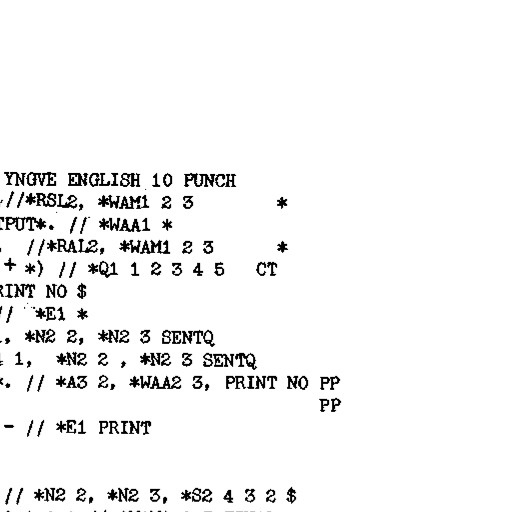 YNGVE ENGLISH 10 PUNCH
//*RSL2, *WAM1 2 3 *
TPUT*. // *WAA1 *
, //*RAL2, *WAM1 2 3 *
+ *) // *Q1 1 2 3 4 5 CT
RINT NO $
// *E1 *
, *N2 2, *N2 3 SENTQ
1, *N2 2 , *N2 3 SENTQ
*. // *A3 2, *WAA2 3, PRINT NO PP
PP
- // *E1 PRINT
// *N2 2, *N2 3, *S2 4 3 2 $